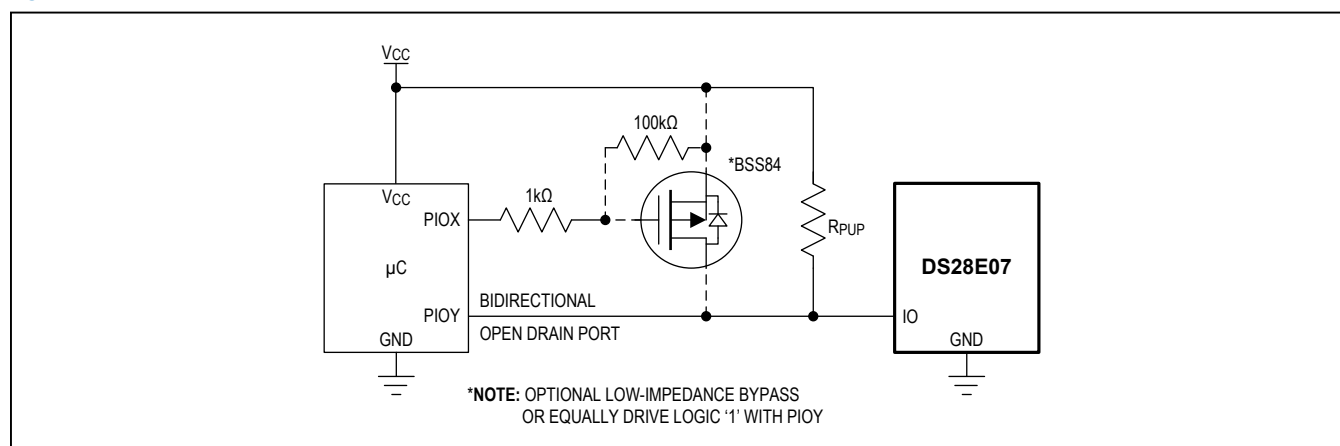 VCC
100kΩ
*BSS84
1kΩ
VCC
PIOX
RPUP
DS28E07
µC
BIDIRECTIONAL
PIOY
IO
OPEN DRAIN PORT
GND
GND
*NOTE: OPTIONAL LOW-IMPEDANCE BYPASS
OR EQUALLY DRIVE LOGIC '1' WITH PIOY